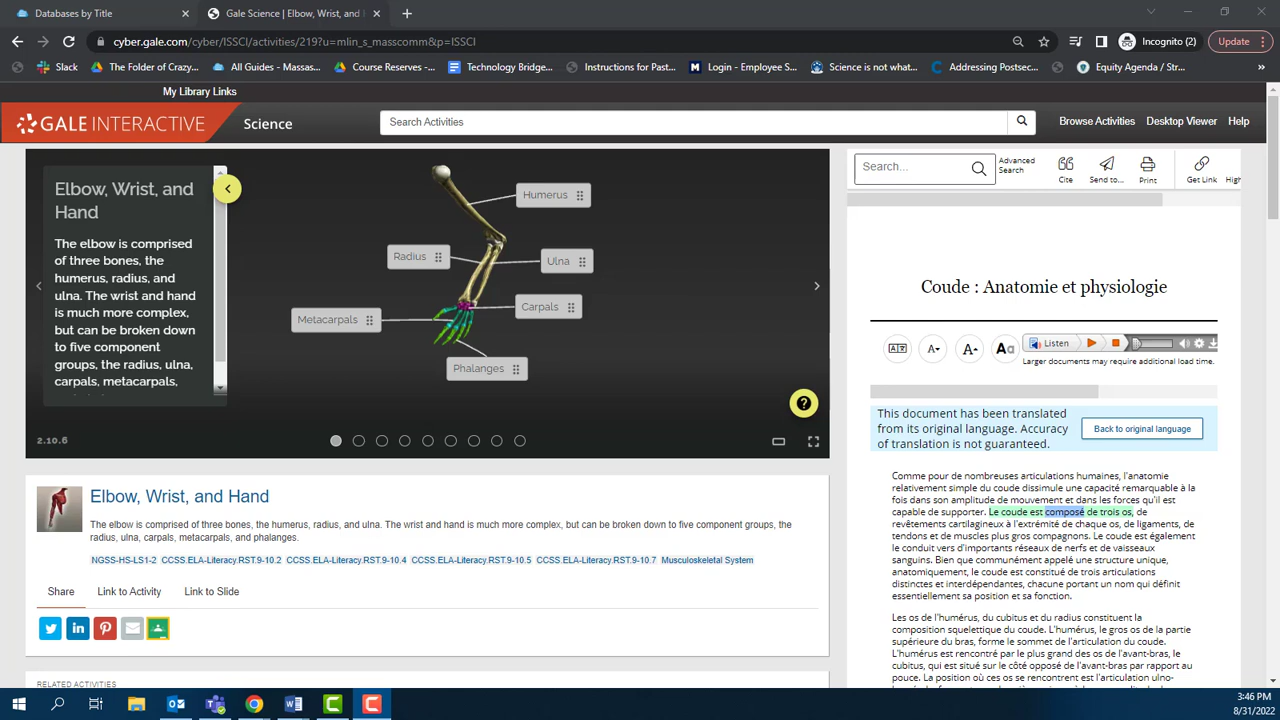 Databases by Title
Gale Science | Elbow, Wrist, and
cyber.gale.com/cyber/ISSCI/activities/219?u=mlin_s_masscomm&p=ISSCI
Incognito (2)
Update
Slack
The Folder of Crazy...
All Guides - Massas...
Course Reserves -...
Technology Bridge...
Instructions for Past...
Login - Employee S...
Science is not what...
Addressing Postsec...
Equity Agenda / Str...
My Library Links
GALE INTERACTIVE
Science
Search Activities
Browse Activities
Desktop Viewer
Help
Elbow, Wrist, and
Hand
The elbow is comprised
of three bones, the
humerus, radius, and
ulna. The wrist and hand
is much more complex,
but can be broken down
to five component
groups, the radius, ulna,
carpals, metacarpals,
Humerus
Radius
Ulna
Carpals
Metacarpals
Phalanges
2.10.6
Elbow, Wrist, and Hand
The elbow is comprised of three bones, the humerus, radius, and ulna. The wrist and hand is much more complex, but can be broken down to five component groups, the
radius, ulna, carpals, metacarpals, and phalanges.
NGSS-HS-LS1-2 CCSS.ELA-Literacy.RST.9-10.2 CCSS.ELA-Literacy.RST.9-10.4 CCSS.ELA-Literacy.RST.9-10.5 CCSS.ELA-Literacy.RST.9-10.7 Musculoskeletal System
Share
Link to Activity
Link to Slide
RELATED ACTIVITIES
Search...
Advanced
Search
Cite
Send to...
Print
Get Link
High
Coude : Anatomie et physiologie
A-
A+
Aa
Listen
Larger documents may require additional load time.
This document has been translated
from its original language. Accuracy
of translation is not guaranteed.
Back to original language
Comme pour de nombreuses articulations humaines, l'anatomie
relativement simple du coude dissimule une capacité remarquable à la
fois dans son amplitude de mouvement et dans les forces qu'il est
capable de supporter. Le coude est composé de trois os, de
revêtements cartilagineux à l'extrémité de chaque os, de ligaments, de
tendons et de muscles plus gros compagnons. Le coude est également
le conduit vers d'importants réseaux de nerfs et de vaisseaux
sanguins. Bien que communément appelé une structure unique,
anatomiquement, le coude est constitué de trois articulations
distinctes et interdépendantes, chacune portant un nom qui définit
essentiellement sa position et sa fonction.
Les os de l'humérus, du cubitus et du radius constituent la
composition squelettique du coude. L'humérus, le gros os de la partie
supérieure du bras, forme le sommet de l'articulation du coude.
L'humérus est rencontré par le plus grand des os de l'avant-bras, le
cubitus, qui est situé sur le côté opposé de l'avant-bras par rapport au
pouce. La position où ces os se rencontrent est l'articulation ulno-
3:46 PM
8/31/2022